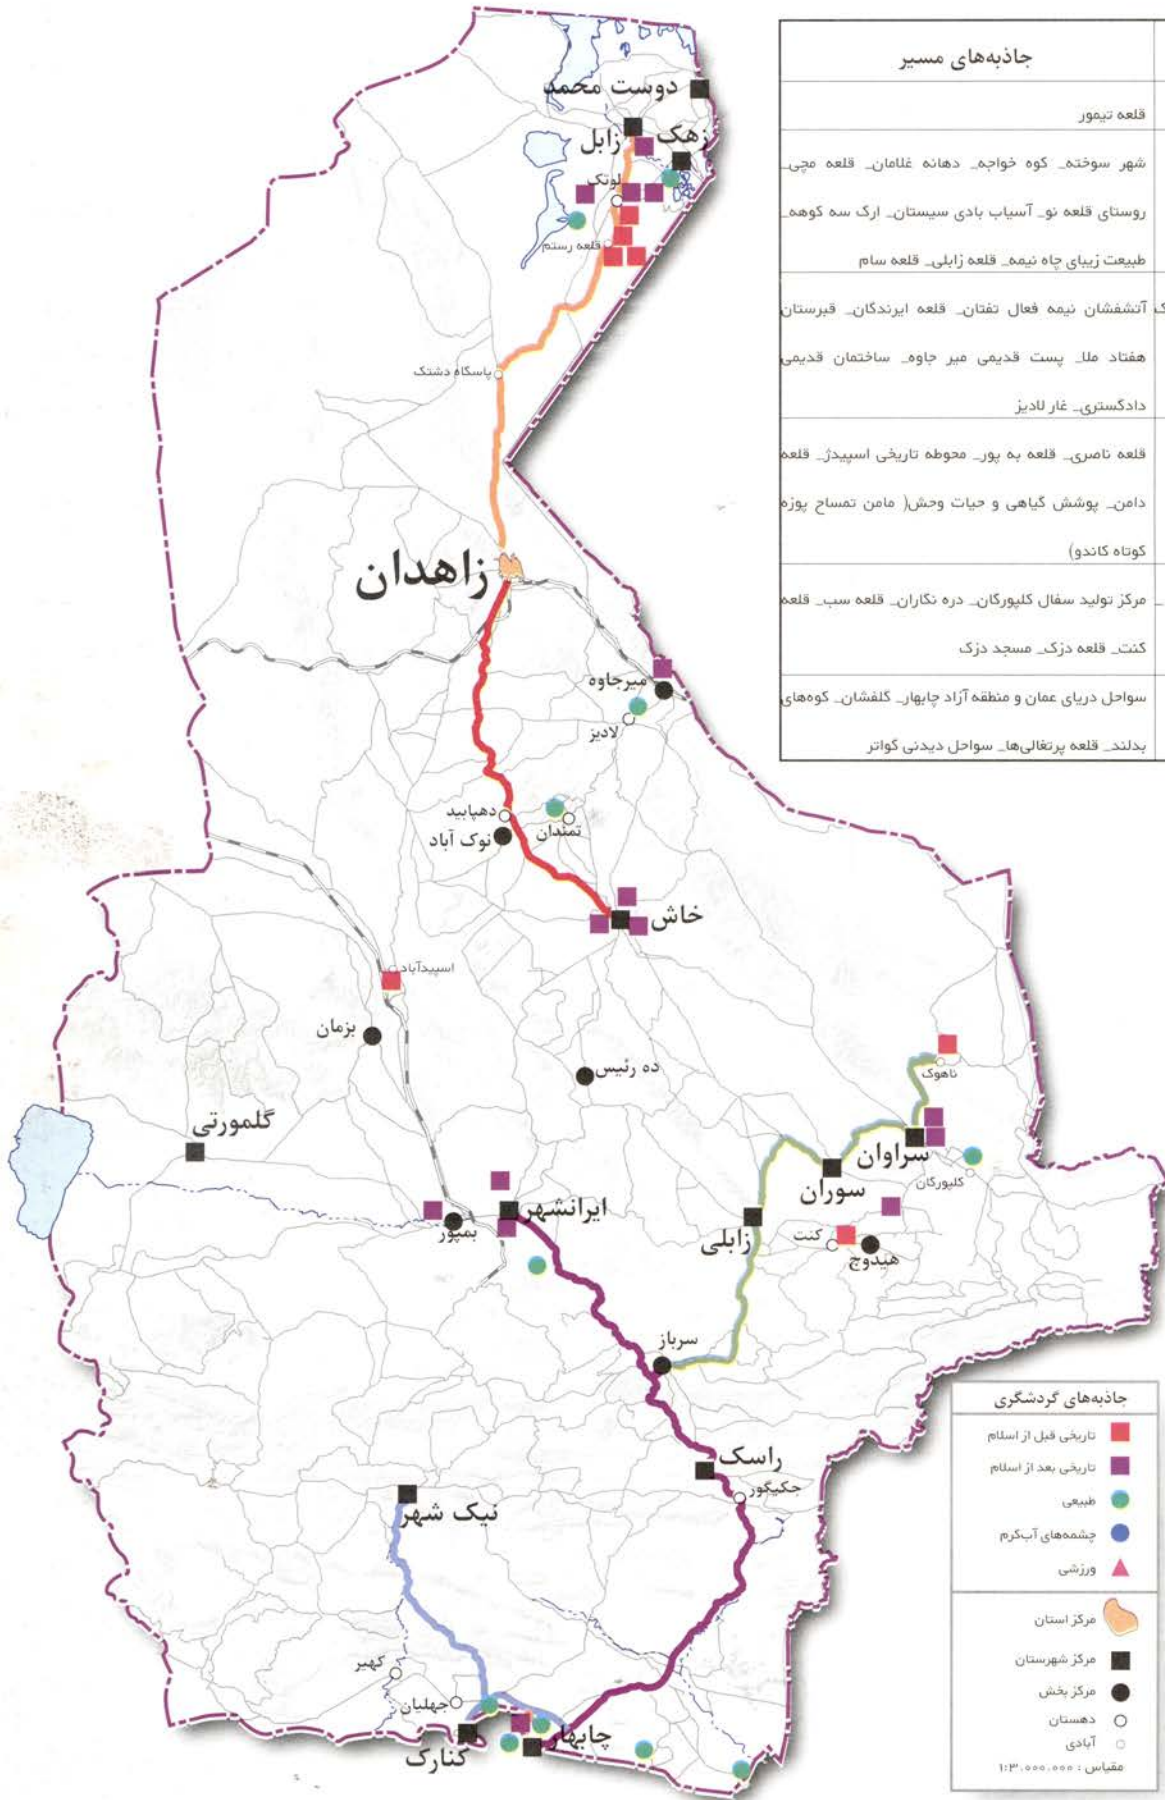 جاذبه‌های مسیر
قلعه تیمور
شهر سوخته_ کوه خواجه_ دهانه غلامان_ قلعه مچی_
روستای قلعه نو_ آسیاب بادی سیستان_ ارک سه کوهه_
طبیعت زیبای چاه نیمه_ قلعه زابلی_ قلعه سام
آتشفشان نیمه فعال تفتان_ قلعه ایرندگان_ قبرستان
هفتاد ملا_ پست قدیمی میر جاوه_ ساختمان قدیمی
دادگستری_ غار لادیز
قلعه ناصری_ قلعه به پور_ محوطه تاریخی اسپیدژ_ قلعه
دامن_ پوشش گیاهی و حیات وحش( مامن تمساح پوزه
کوتاه گاندو)
مرکز تولید سفال کلپورگان_ دره نگاران_ قلعه سب_ قلعه
کنت_ قلعه دزک_ مسجد دزک
سواحل دریای عمان و منطقه آزاد چابهار_ گلفشان_ کوه‌های
بدلند_ قلعه پرتغالی‌ها_ سواحل دیدنی گواتر
دوست محمد
زابل
زهک
لوتک
قلعه رستم
پاسگاه دشتک
زاهدان
میرجاوه
لادیز
دهپابید
تمندان
نوک آباد
خاش
اسپیدآباد
بزمان
ده رئیس
ناهوک
گلمورتی
سراوان
سوران
کلپورگان
ایرانشهر
بمپور
زابلی
کنت
هیدوج
سرباز
راسک
جکیگور
نیک شهر
کهیر
جهلیان
چابهار
کنارک
جاذبه‌های گردشگری
تاریخی قبل از اسلام
تاریخی بعد از اسلام
طبیعی
چشمه‌های آب‌گرم
ورزشی
مرکز استان
مرکز شهرستان
مرکز بخش
دهستان
آبادی
مقیاس : ۱:۳.۰۰۰.۰۰۰